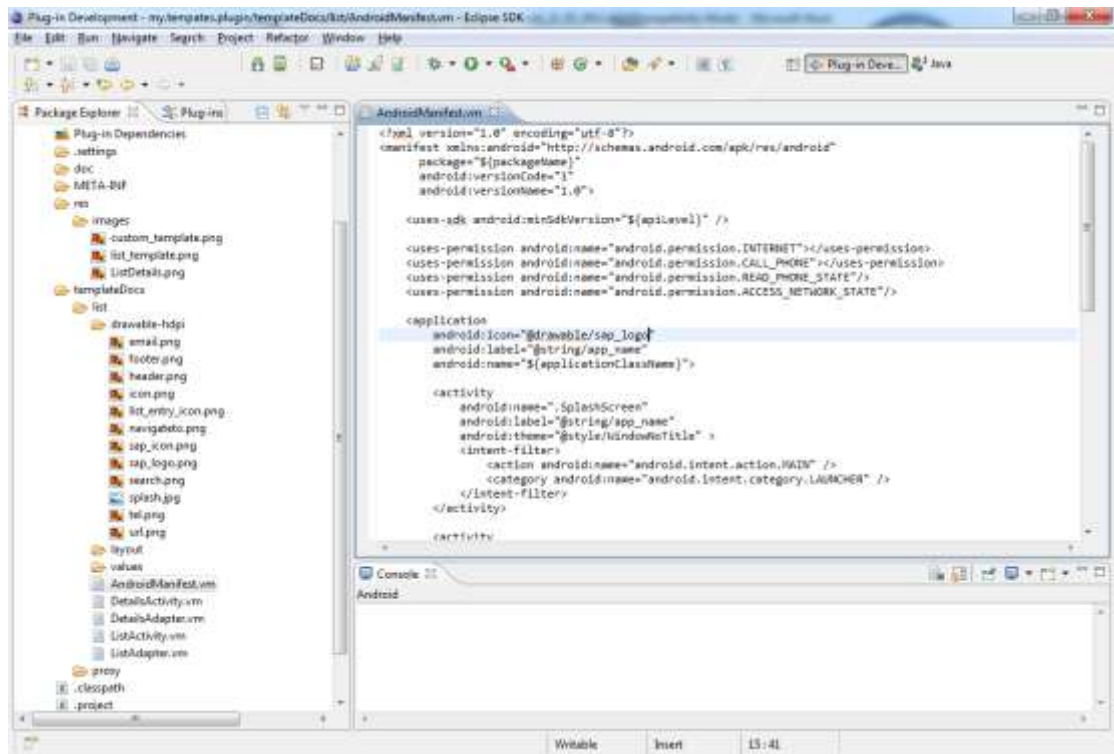 Plug-in Development - my.tempates.plugin/templateDocs/list/AndroidManifest.vm - Eclipse SDK
File Edit Run Navigate Search Project Refactor Window Help
Plug-in Deve... Java
Package Explorer Plug-ins
Plug-in Dependencies
.settings
doc
META-INF
res
images
custom_template.png
list_template.png
ListDetails.png
templateDocs
list
drawable-hdpi
email.png
footer.png
header.png
icon.png
list_entry_icon.png
navigateto.png
sap_icon.png
sap_logo.png
search.png
splash.jpg
tel.png
url.png
layout
values
AndroidManifest.vm
DetailsActivity.vm
DetailsAdapter.vm
ListActivity.vm
ListAdapter.vm
proxy
.classpath
.project
AndroidManifest.vm
<?xml version="1.0" encoding="utf-8"?>
<manifest xmlns:android="http://schemas.android.com/apk/res/android"
package="${packageName}"
android:versionCode="1"
android:versionName="1.0">
<uses-sdk android:minSdkVersion="${apiLevel}" />
<uses-permission android:name="android.permission.INTERNET"></uses-permission>
<uses-permission android:name="android.permission.CALL_PHONE"></uses-permission>
<uses-permission android:name="android.permission.READ_PHONE_STATE"/>
<uses-permission android:name="android.permission.ACCESS_NETWORK_STATE"/>
<application
android:icon="@drawable/sap_logo"
android:label="@string/app_name"
android:name="${applicationClassName}">
<activity
android:name=".SplashScreen"
android:label="@string/app_name"
android:theme="@style/WindowNoTitle" >
<intent-filter>
<action android:name="android.intent.action.MAIN" />
<category android:name="android.intent.category.LAUNCHER" />
</intent-filter>
</activity>
<activity
Console
Android
Writable Insert 15:41